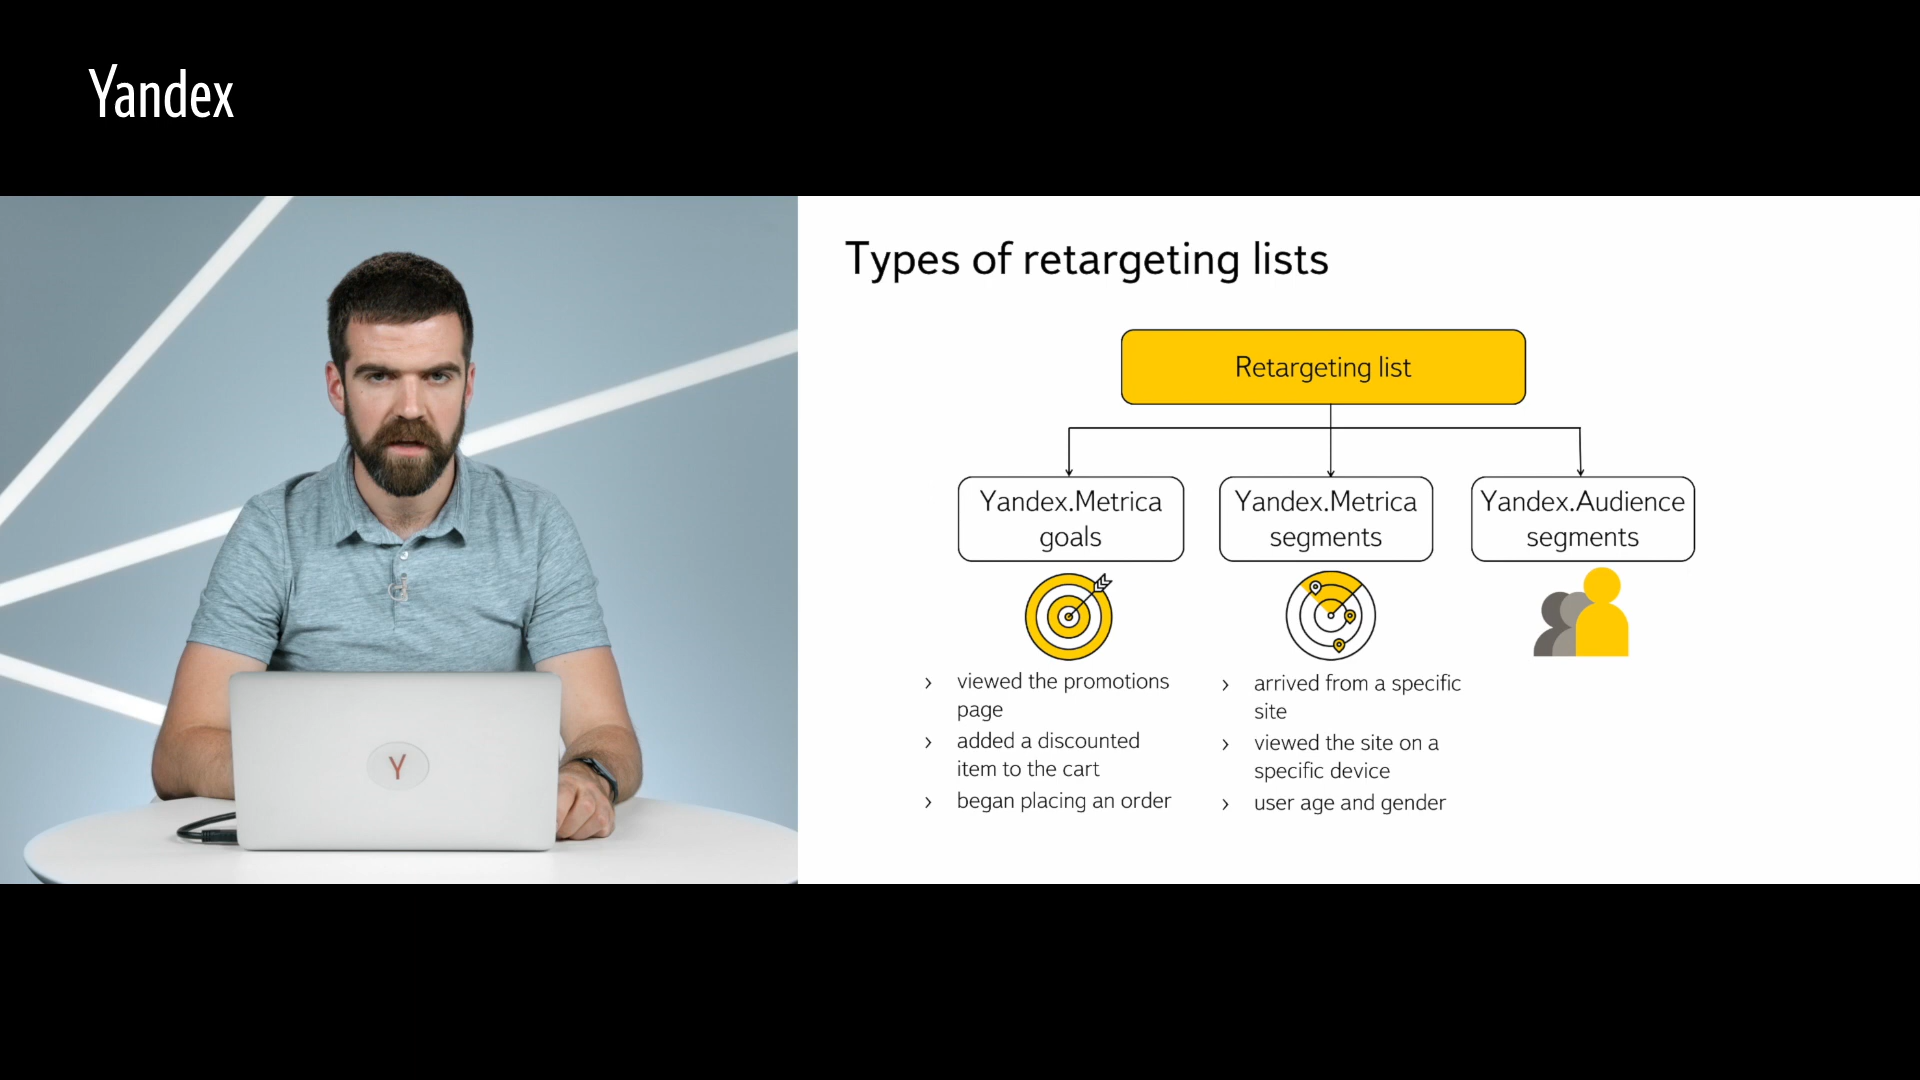 Yandex
Types of retargeting lists
Retargeting list
Yandex.Metrica
goals
Yandex.Metrica
segments
Yandex.Audience
segments
› viewed the promotions
page
› added a discounted
item to the cart
› began placing an order
› arrived from a specific
site
› viewed the site on a
specific device
› user age and gender
Y